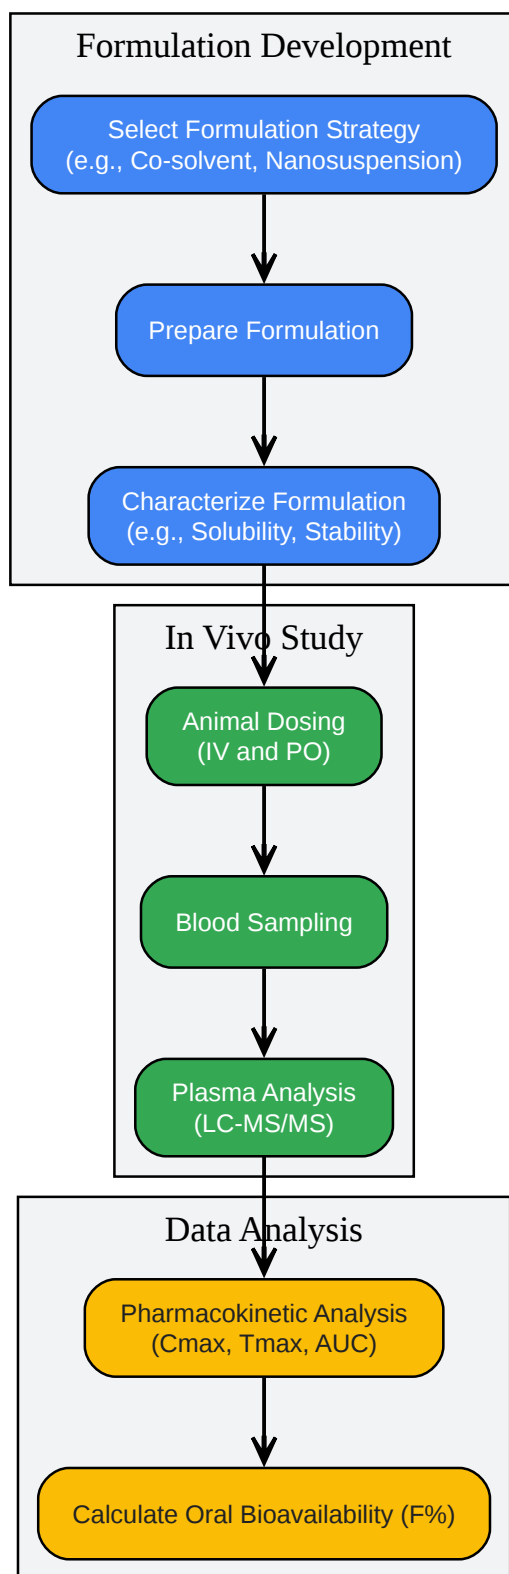 Formulation Development
Select Formulation Strategy
(e.g., Co-solvent, Nanosuspension)
Prepare Formulation
Characterize Formulation
(e.g., Solubility, Stability)
In Vivo Study
Animal Dosing
(IV and PO)
Blood Sampling
Plasma Analysis
(LC-MS/MS)
Data Analysis
Pharmacokinetic Analysis
(Cmax, Tmax, AUC)
Calculate Oral Bioavailability (F%)